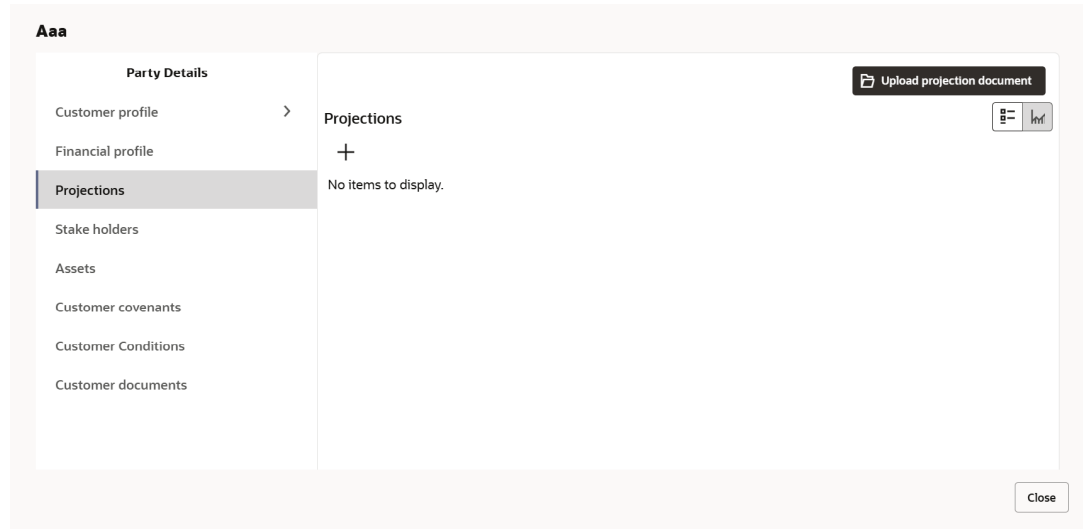 Aaa
Party Details
Customer profile
Financial profile
Projections
Stake holders
Assets
Customer covenants
Customer Conditions
Customer documents
Upload projection document
Projections
No items to display.
Close